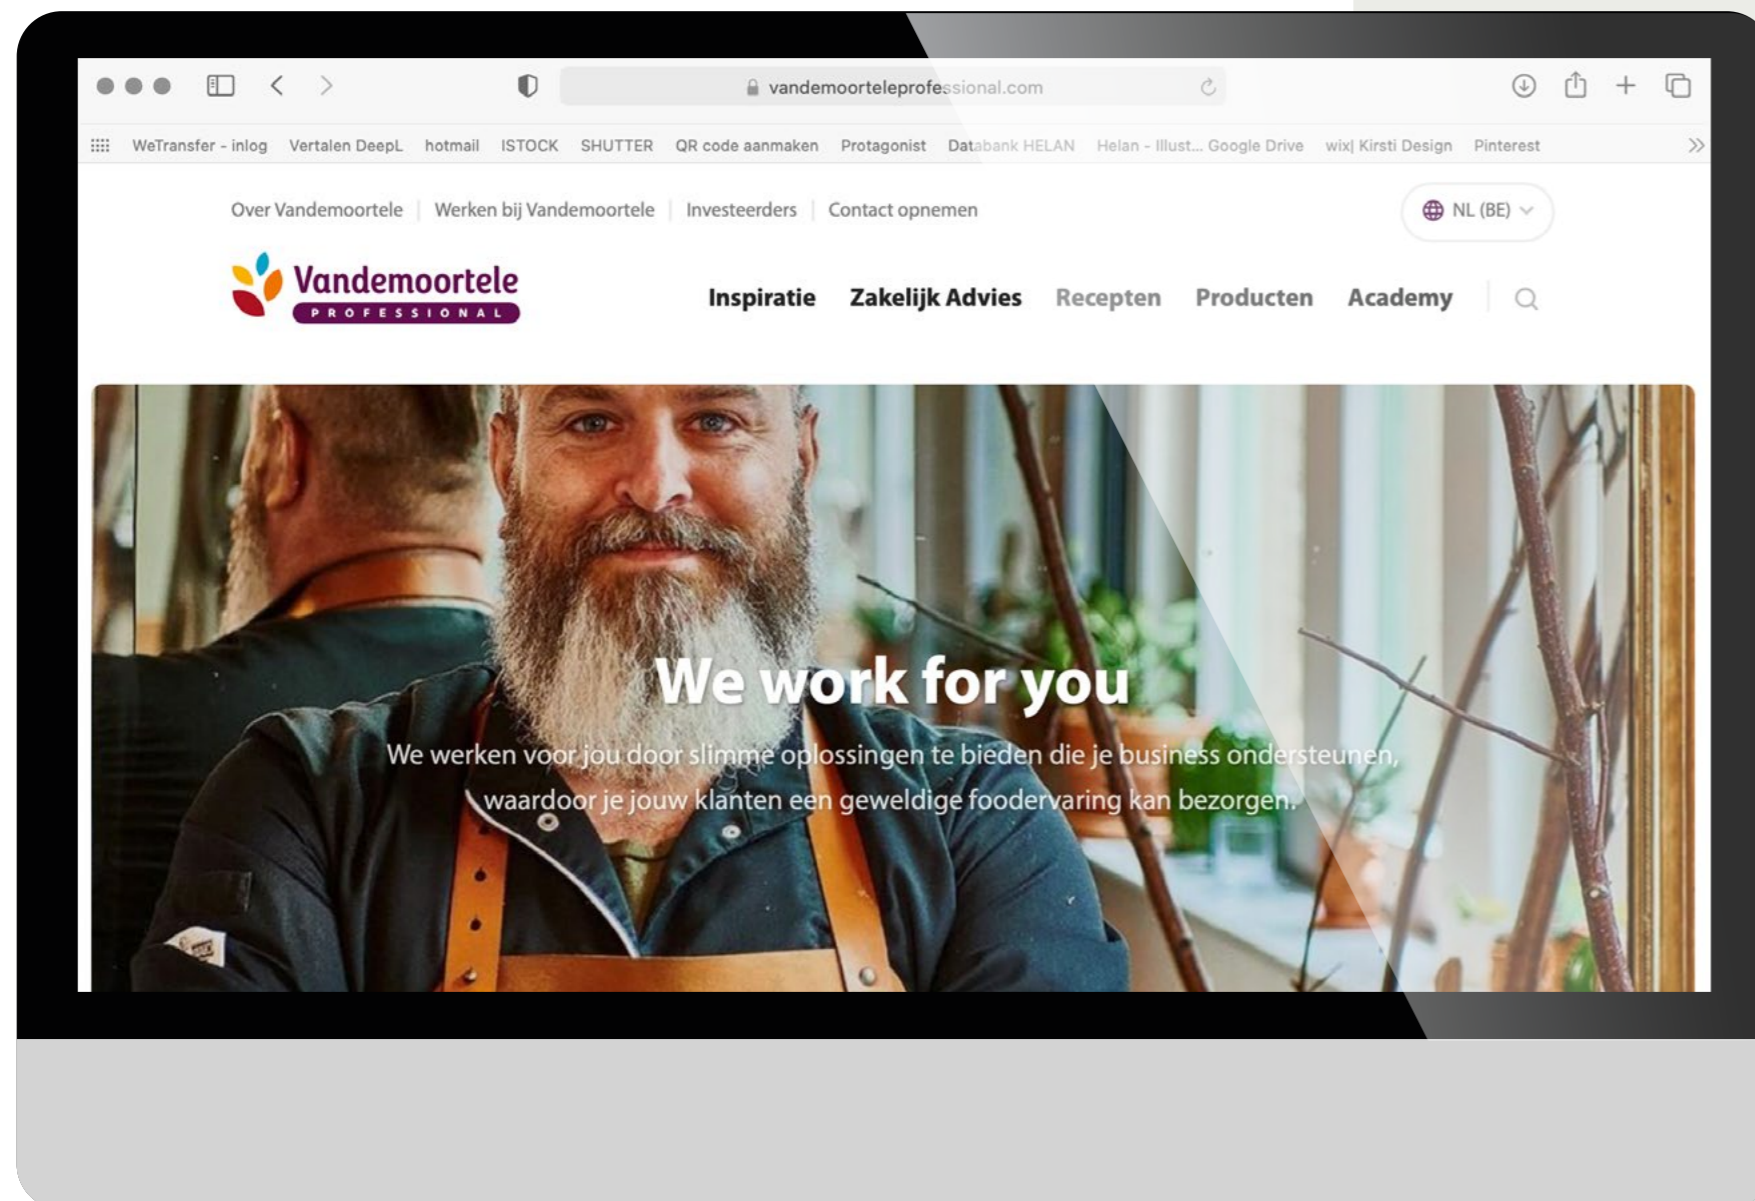 vandemoorteleprofessional.com
WeTransfer - inlog Vertalen DeepL hotmail ISTOCK SHUTTER QR code aanmaken Protagonist Databank HELAN Helan - Illust... Google Drive wix| Kirsti Design Pinterest
Over Vandemoortele Werken bij Vandemoortele Investeerders Contact opnemen NL (BE)
Vandemoortele
PROFESSIONAL
Inspiratie Zakelijk Advies Recepten Producten Academy
We work for you
We werken voor jou door slimme oplossingen te bieden die je business ondersteunen,
waardoor je jouw klanten een geweldige foodervaring kan bezorgen.